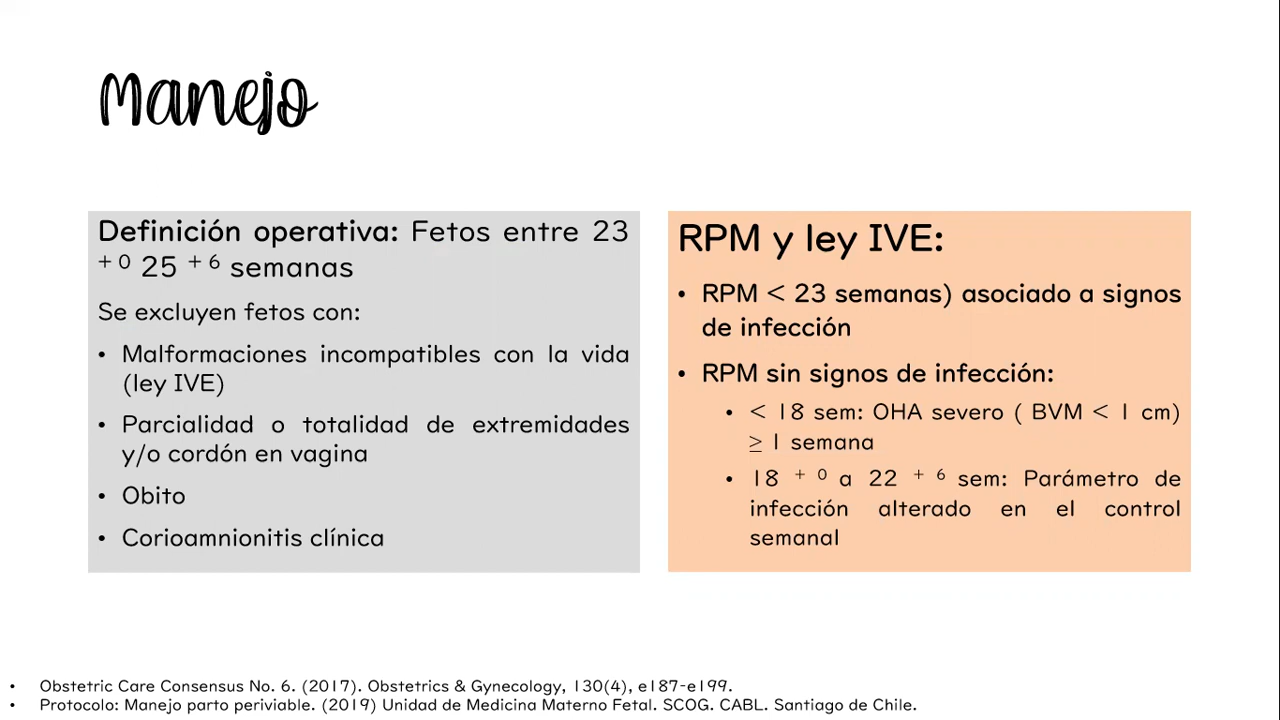 Manejo
Definición operativa: Fetos entre 23
+ 0 25 + 6 semanas
Se excluyen fetos con:
• Malformaciones incompatibles con la vida
(ley IVE)
• Parcialidad o totalidad de extremidades
y/o cordón en vagina
• Obito
• Corioamnionitis clínica
RPM y ley IVE:
• RPM < 23 semanas) asociado a signos
de infección
• RPM sin signos de infección:
• < 18 sem: OHA severo ( BVM < 1 cm)
≥ 1 semana
• 18 + 0 a 22 + 6 sem: Parámetro de
infección alterado en el control
semanal
• Obstetric Care Consensus No. 6. (2017). Obstetrics & Gynecology, 130(4), e187-e199.
• Protocolo: Manejo parto periviable. (2019) Unidad de Medicina Materno Fetal. SCOG. CABL. Santiago de Chile.